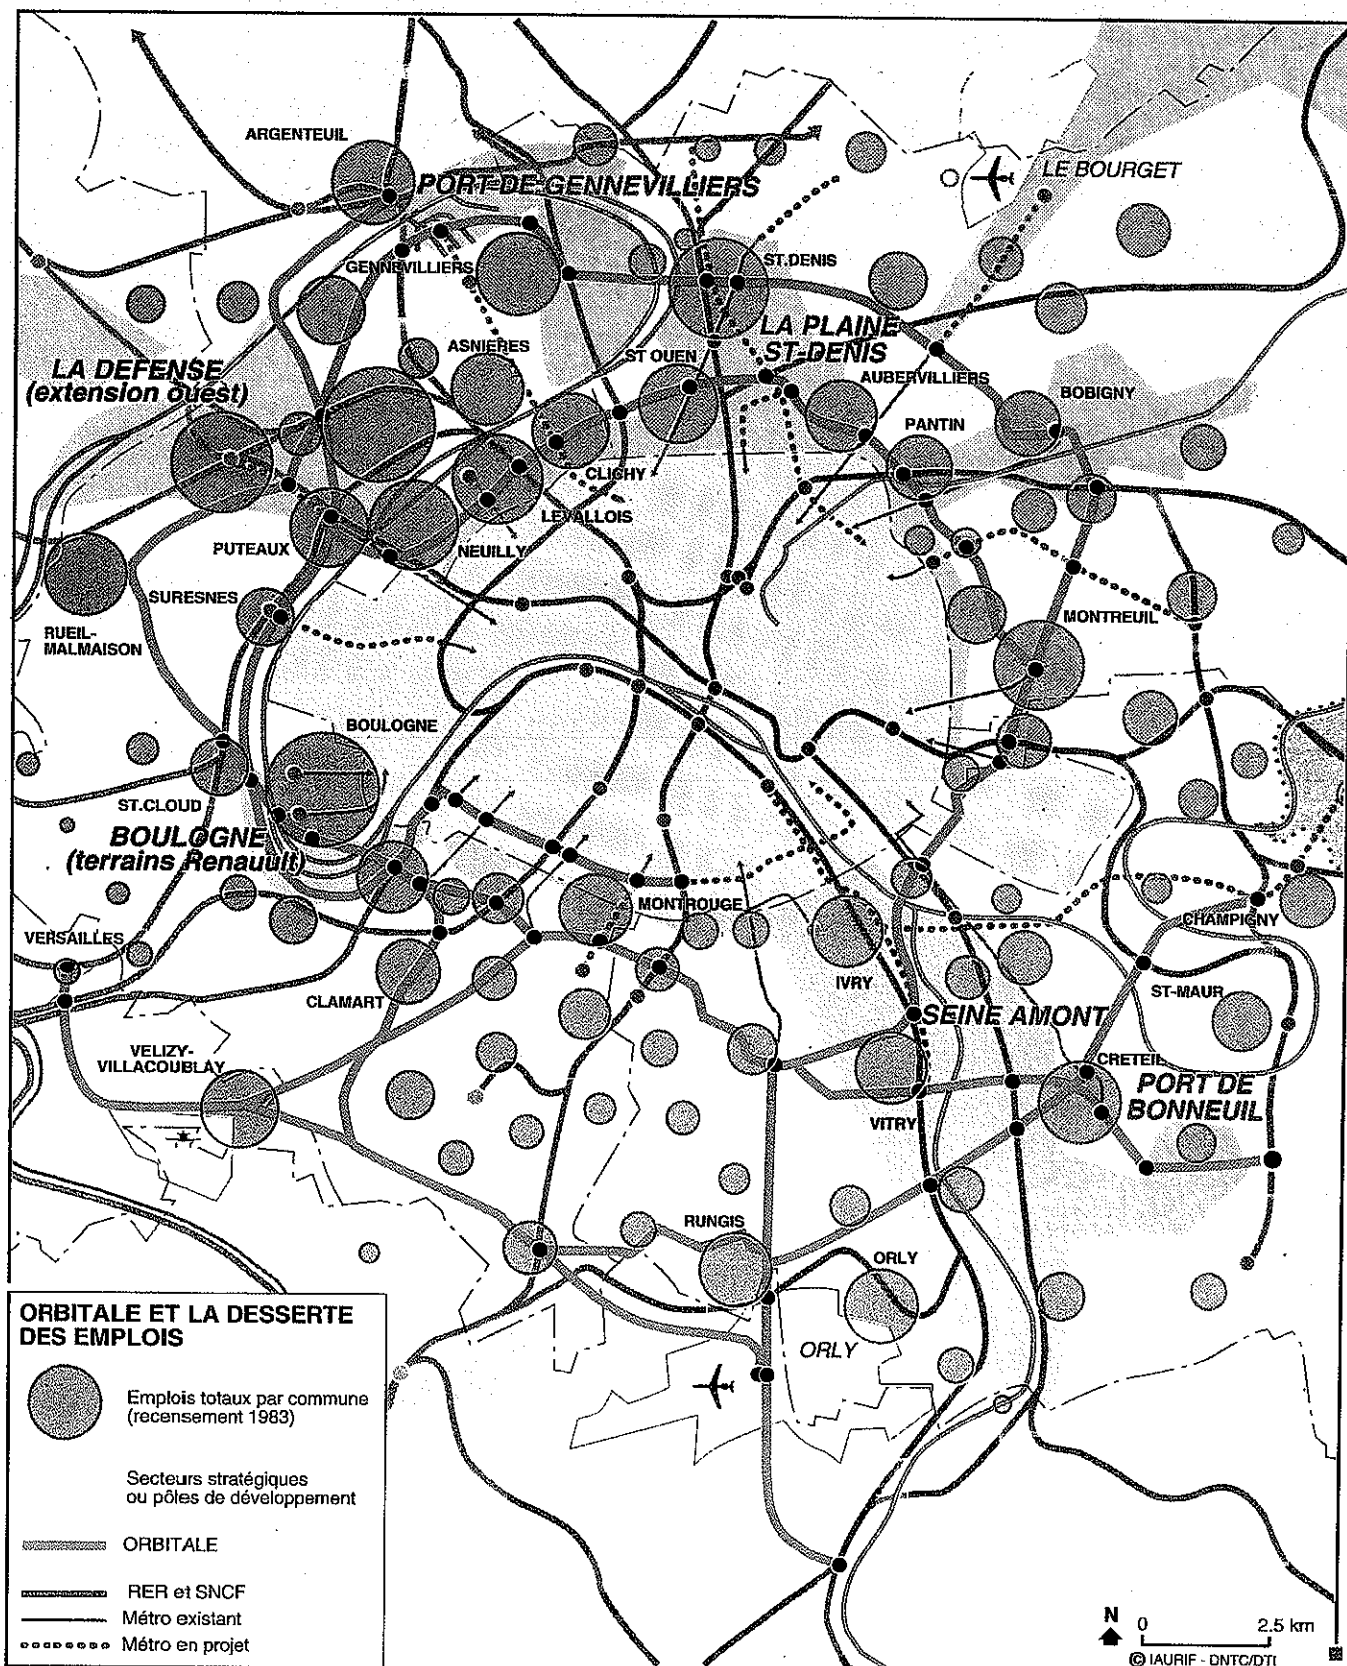 ARGENTEUIL
PORT-DE-GENNEVILLIERS
LE BOURGET
GENNEVILLIERS
ST.DENIS
LA PLAINE
ST-DENIS
ASNIERES
ST OUEN
LA DEFENSE
(extension ouest)
AUBERVILLIERS
BOBIGNY
PANTIN
CLICHY
LEVALLOIS
PUTEAUX
NEUILLY
SURESNES
RUEIL-
MALMAISON
MONTREUIL
BOULOGNE
ST.CLOUD
BOULOGNE
(terrains Renault)
MONTROUGE
CHAMPIGNY
VERSAILLES
CLAMART
IVRY
ST-MAUR
SEINE AMONT
VELIZY-
VILLACOUBLAY
CRETEIL
PORT DE
BONNEUIL
VITRY
RUNGIS
ORLY
ORLY
ORBITALE ET LA DESSERTE
DES EMPLOIS
Emplois totaux par commune
(recensement 1983)
Secteurs stratégiques
ou pôles de développement
ORBITALE
RER et SNCF
Métro existant
Métro en projet
N
0 2.5 km
© IAURIF - DNTC/DTI